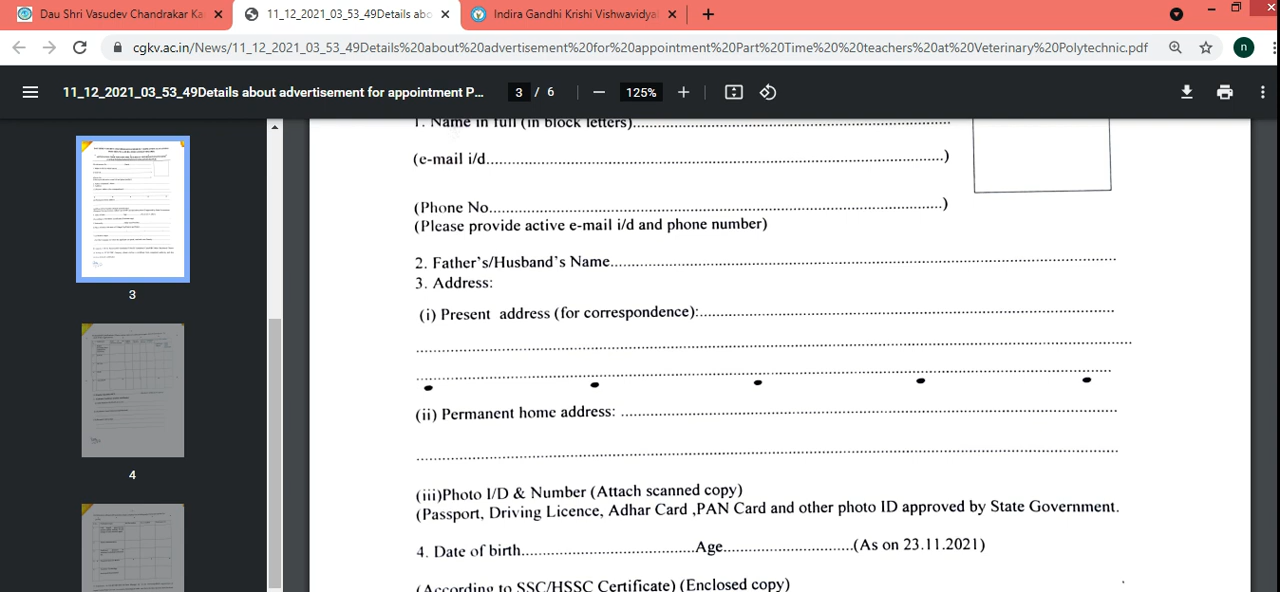 Dau Shri Vasudev Chandrakar Ka
11_12_2021_03_53_49Details abo
Indira Gandhi Krishi Vishwavidya
cgkv.ac.in/News/11_12_2021_03_53_49Details%20about%20advertisement%20for%20appointment%20Part%20Time%20%20teachers%20at%20Veterinary%20Polytechnic.pdf
n
11_12_2021_03_53_49Details about advertisement for appointment P...
3 / 6
125%
3
4
1. Name in full (in block letters)..........
(e-mail i/d..........)
(Phone No..........)
(Please provide active e-mail i/d and phone number)
2. Father's/Husband's Name..........
3. Address:
(i) Present address (for correspondence):..........
(ii) Permanent home address: ..........
(iii)Photo I/D & Number (Attach scanned copy)
(Passport, Driving Licence, Adhar Card ,PAN Card and other photo ID approved by State Government.
4. Date of birth..........Age..........(As on 23.11.2021)
(According to SSC/HSSC Certificate) (Enclosed copy)